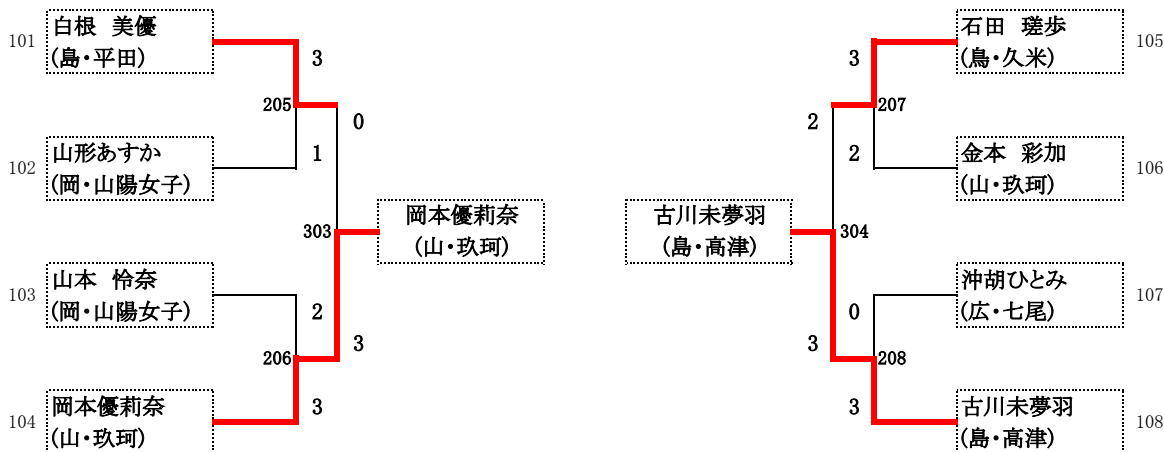 101
白根　美優
(島・平田)
3
205
0
102
山形あすか
(岡・山陽女子)
1
303
岡本優莉奈
(山・玖珂)
103
山本　怜奈
(岡・山陽女子)
2
206
3
104
岡本優莉奈
(山・玖珂)
3
石田　瑳歩
(鳥・久米)
105
3
207
2
金本　彩加
(山・玖珂)
106
2
古川未夢羽
(島・高津)
304
沖胡ひとみ
(広・七尾)
107
0
208
3
古川未夢羽
(島・高津)
108
3